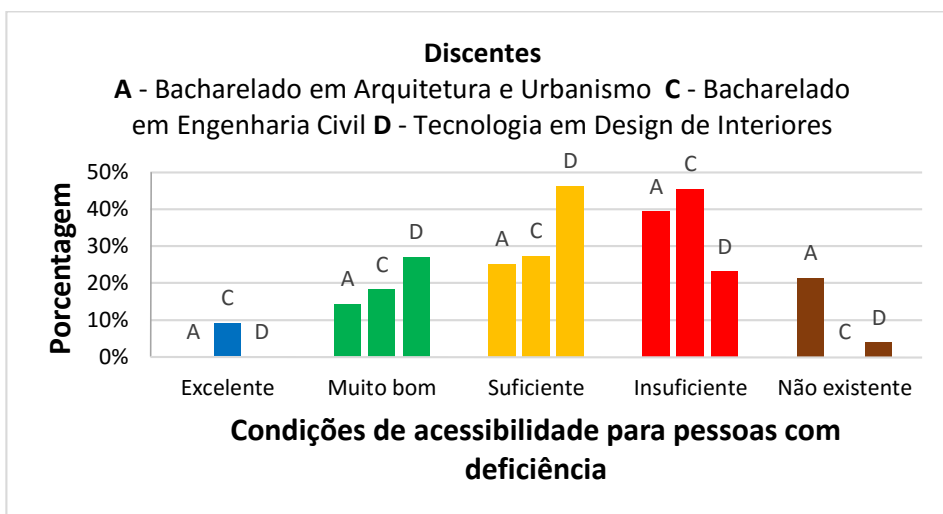 Discentes
A - Bacharelado em Arquitetura e Urbanismo C - Bacharelado
em Engenharia Civil D - Tecnologia em Design de Interiores
Porcentagem
50%
40%
30%
20%
10%
0%
A C D
A C D
A C D
A C D
A C D
Excelente Muito bom Suficiente Insuficiente Não existente
Condições de acessibilidade para pessoas com
deficiência